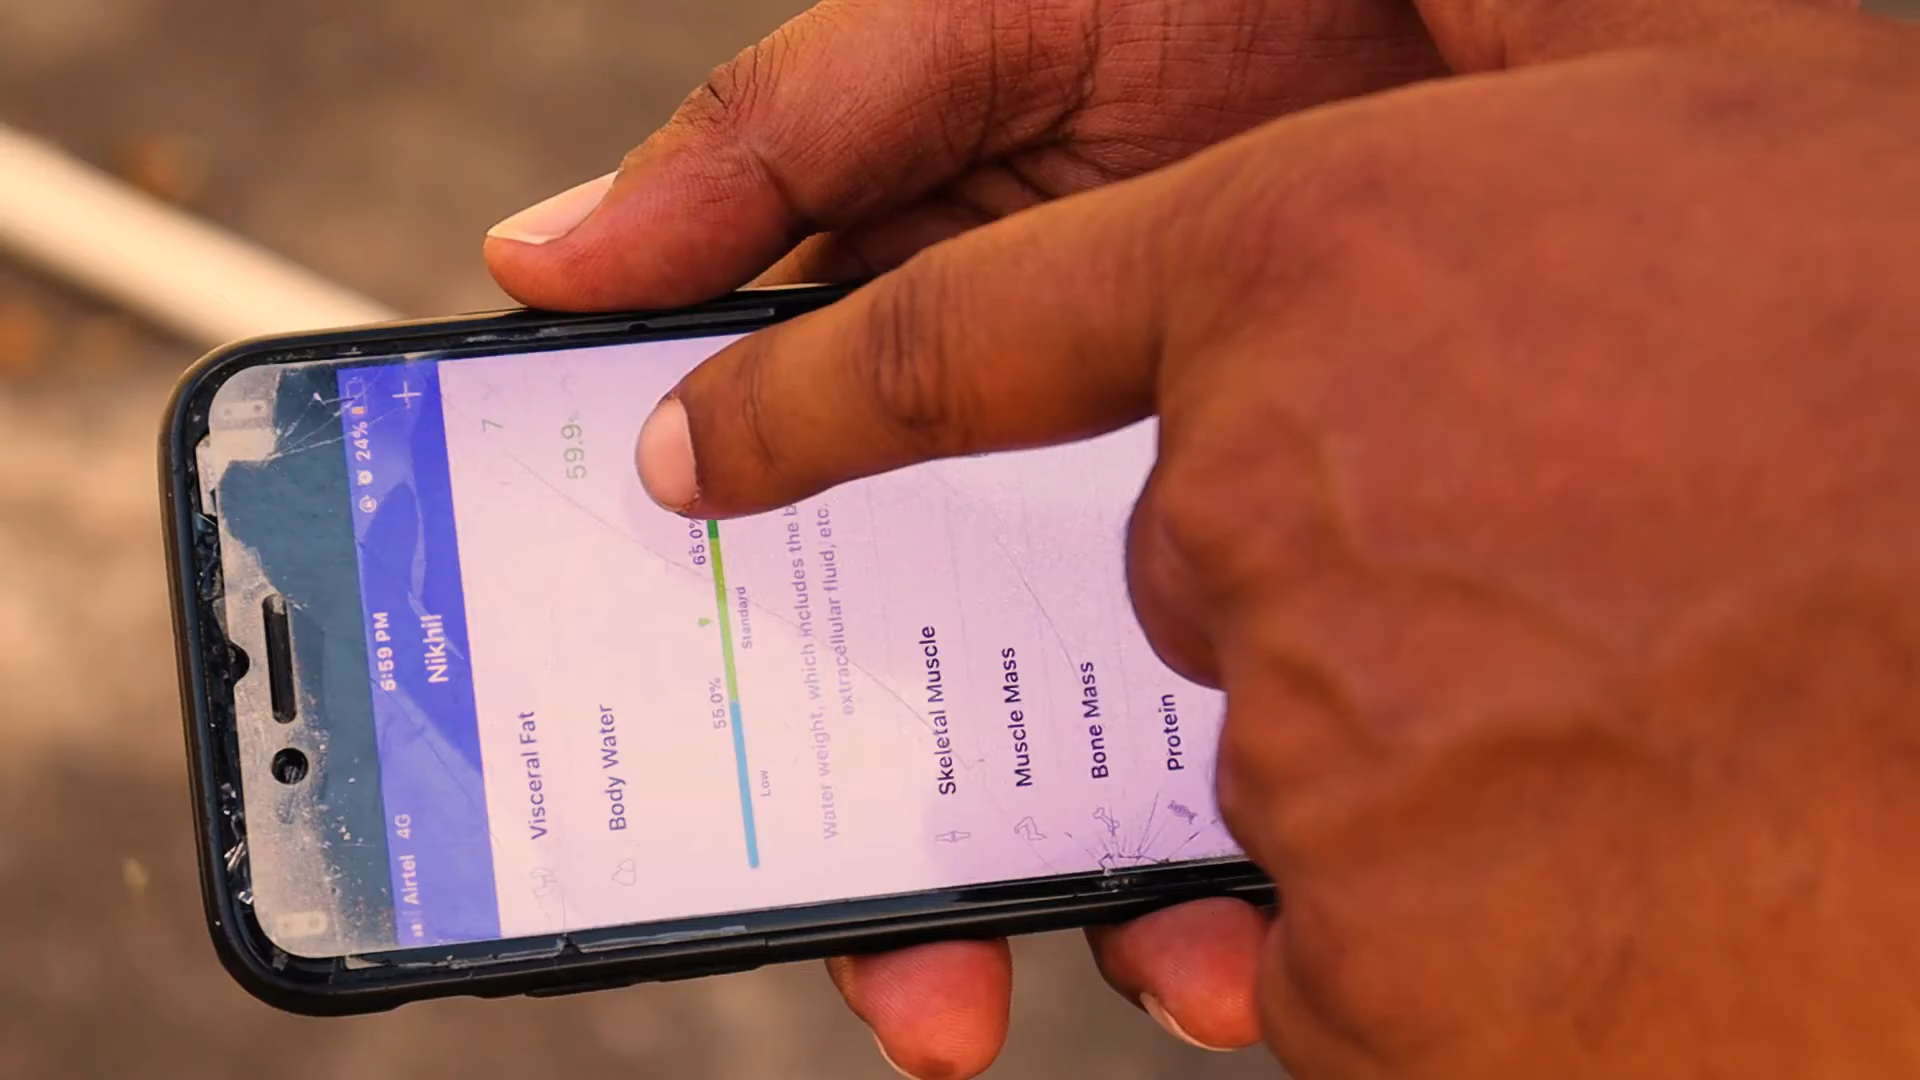 Airtel 4G 6:59 PM 24%
Nikhil +
Visceral Fat 7
Body Water 59.9%
55.0% 65.0%
Low Standard
Water weight, which includes the
extracellular fluid, etc.
Skeletal Muscle
Muscle Mass
Bone Mass
Protein